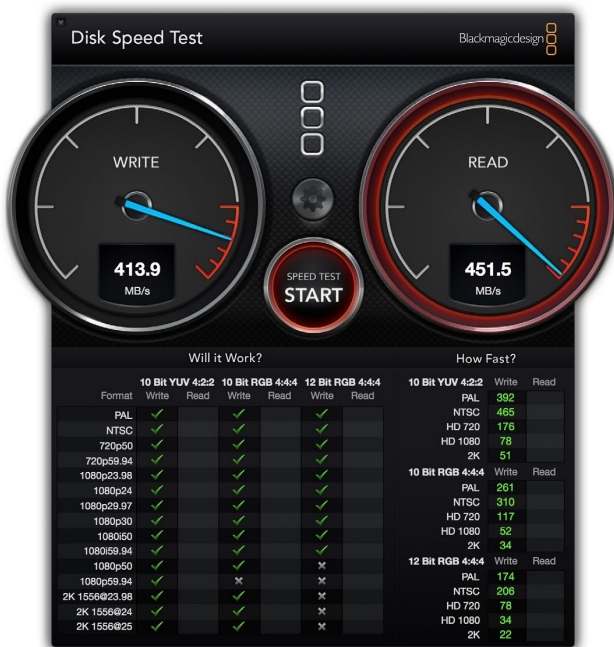 Disk Speed Test
Blackmagicdesign
WRITE
413.9
MB/s
READ
451.5
MB/s
SPEED TEST
START
Will it Work?
10 Bit YUV 4:2:2 10 Bit RGB 4:4:4 12 Bit RGB 4:4:4
Format Write Read Write Read Write Read
PAL
NTSC
720p50
720p59.94
1080p23.98
1080p24
1080p29.97
1080p30
1080i50
1080i59.94
1080p50
1080p59.94
2K 1556@23.98
2K 1556@24
2K 1556@25
How Fast?
10 Bit YUV 4:2:2 Write Read
PAL 392
NTSC 465
HD 720 176
HD 1080 78
2K 51
10 Bit RGB 4:4:4 Write Read
PAL 261
NTSC 310
HD 720 117
HD 1080 52
2K 34
12 Bit RGB 4:4:4 Write Read
PAL 174
NTSC 206
HD 720 78
HD 1080 34
2K 22